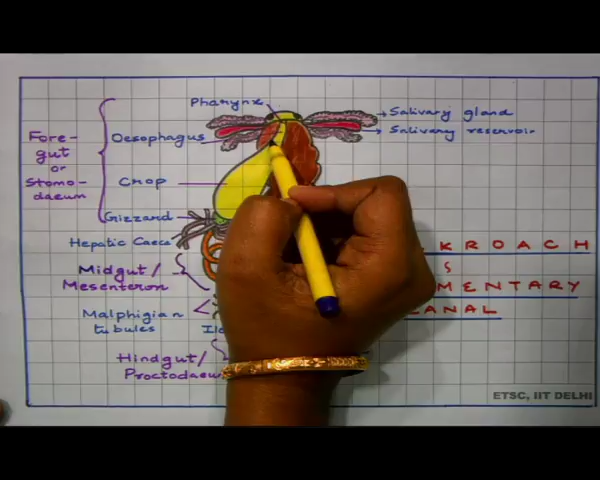 Pharynx
Salivary gland
Salivary reservoir
Fore-
gut
or
Stomo-
daeum
Oesophagus
Crop
Gizzard
Hepatic Caeca
Midgut/
Mesenteron
Malphigian
tubules
Hindgut/
KROACH
S
MENTARY
CANAL
ETSC, IIT DELHI